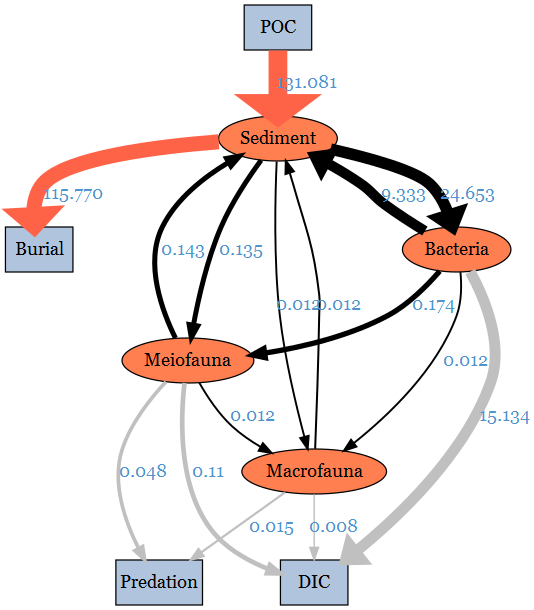 POC
131.081
Sediment
115.770
9.333
24.653
Burial
0.143
0.135
Bacteria
0.012
0.012
0.174
Meiofauna
0.012
0.012
15.134
Macrofauna
0.048
0.11
0.015
0.008
Predation
DIC